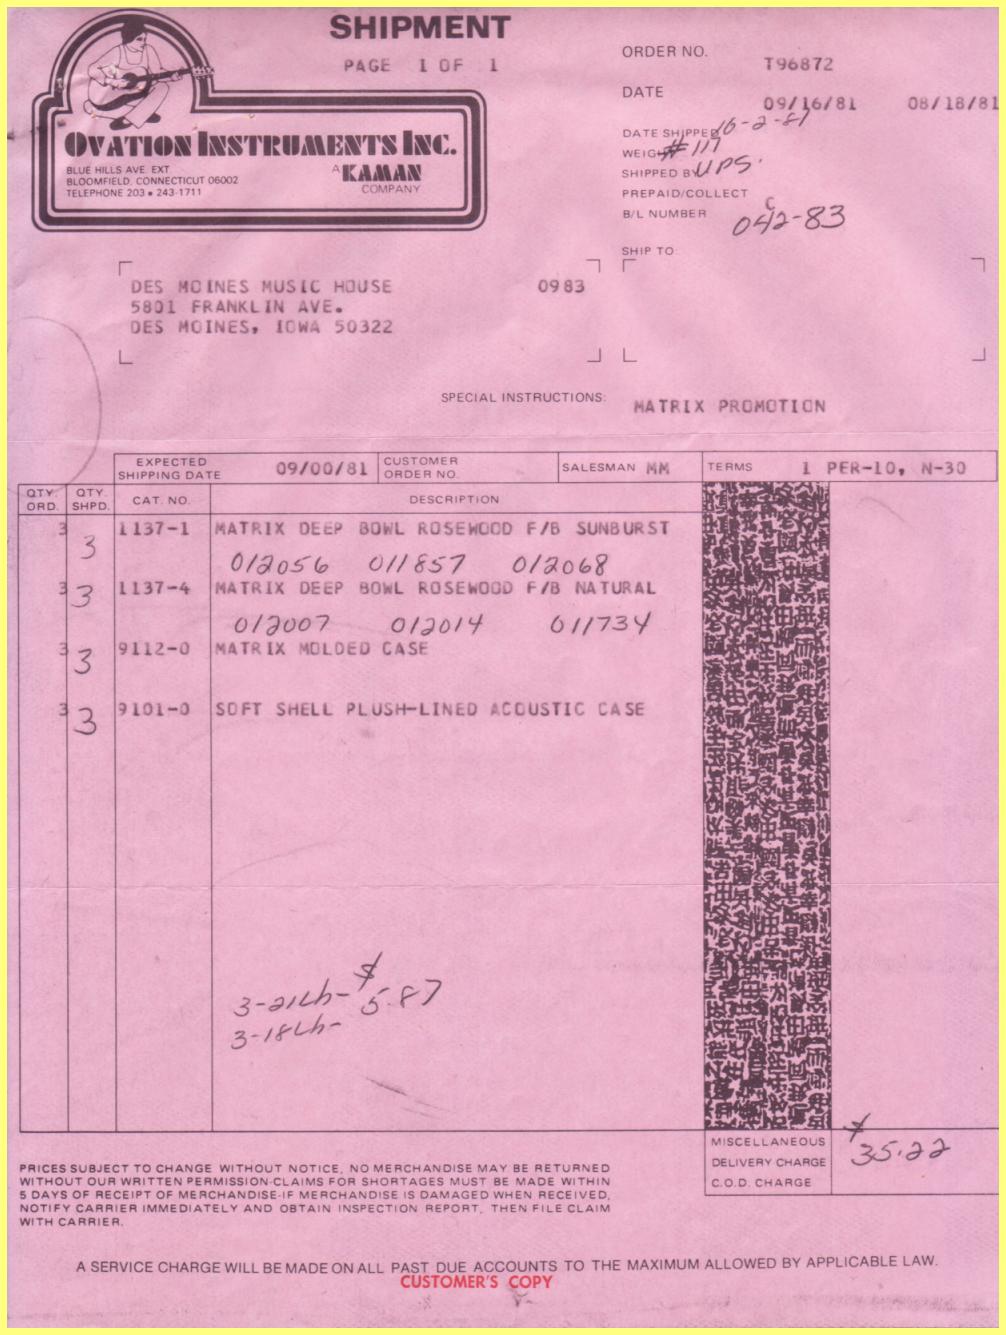 SHIPMENT
PAGE 1 OF 1
OVATION INSTRUMENTS INC.
BLUE HILLS AVE. EXT
BLOOMFIELD, CONNECTICUT 06002
TELEPHONE 203 • 243-1711
A KAMAN COMPANY
ORDER NO. T96872
DATE 09/16/81 08/18/81
DATE SHIPPED 10-2-81
WEIGHT # 117
SHIPPED BY UPS.
PREPAID/COLLECT C
B/L NUMBER 042-83
SHIP TO:
DES MOINES MUSIC HOUSE 0983
5801 FRANKLIN AVE.
DES MOINES, IOWA 50322
SPECIAL INSTRUCTIONS: MATRIX PROMOTION
EXPECTED SHIPPING DATE 09/00/81 CUSTOMER ORDER NO. SALESMAN MM TERMS 1 PER-10, N-30
QTY. ORD. QTY. SHPD. CAT. NO. DESCRIPTION
3 3 1137-1 MATRIX DEEP BOWL ROSEWOOD F/B SUNBURST
012056 011857 012068
3 3 1137-4 MATRIX DEEP BOWL ROSEWOOD F/B NATURAL
012007 012014 011734
3 3 9112-0 MATRIX MOLDED CASE
3 3 9101-0 SOFT SHELL PLUSH-LINED ACOUSTIC CASE
3-21Lb- $5.87
3-18Lb-
MISCELLANEOUS
DELIVERY CHARGE $35.22
C.O.D. CHARGE
PRICES SUBJECT TO CHANGE WITHOUT NOTICE, NO MERCHANDISE MAY BE RETURNED
WITHOUT OUR WRITTEN PERMISSION-CLAIMS FOR SHORTAGES MUST BE MADE WITHIN
5 DAYS OF RECEIPT OF MERCHANDISE-IF MERCHANDISE IS DAMAGED WHEN RECEIVED,
NOTIFY CARRIER IMMEDIATELY AND OBTAIN INSPECTION REPORT, THEN FILE CLAIM
WITH CARRIER.
A SERVICE CHARGE WILL BE MADE ON ALL PAST DUE ACCOUNTS TO THE MAXIMUM ALLOWED BY APPLICABLE LAW.
CUSTOMER'S COPY